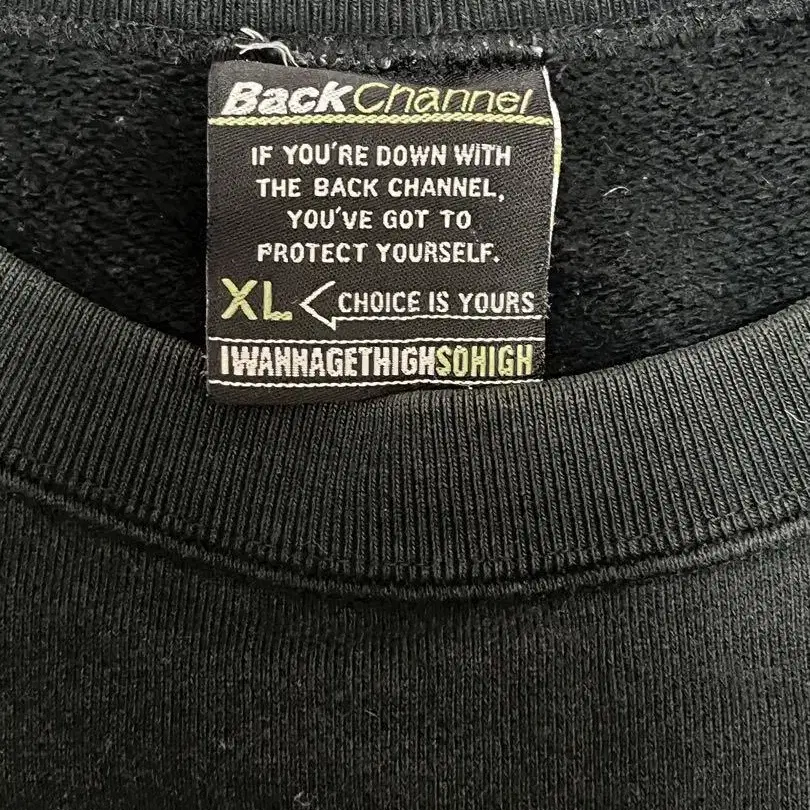 BackChannel
IF YOU'RE DOWN WITH
THE BACK CHANNEL,
YOU'VE GOT TO
PROTECT YOURSELF.
XL CHOICE IS YOURS
IWANNAGETHIGHSOHIGH